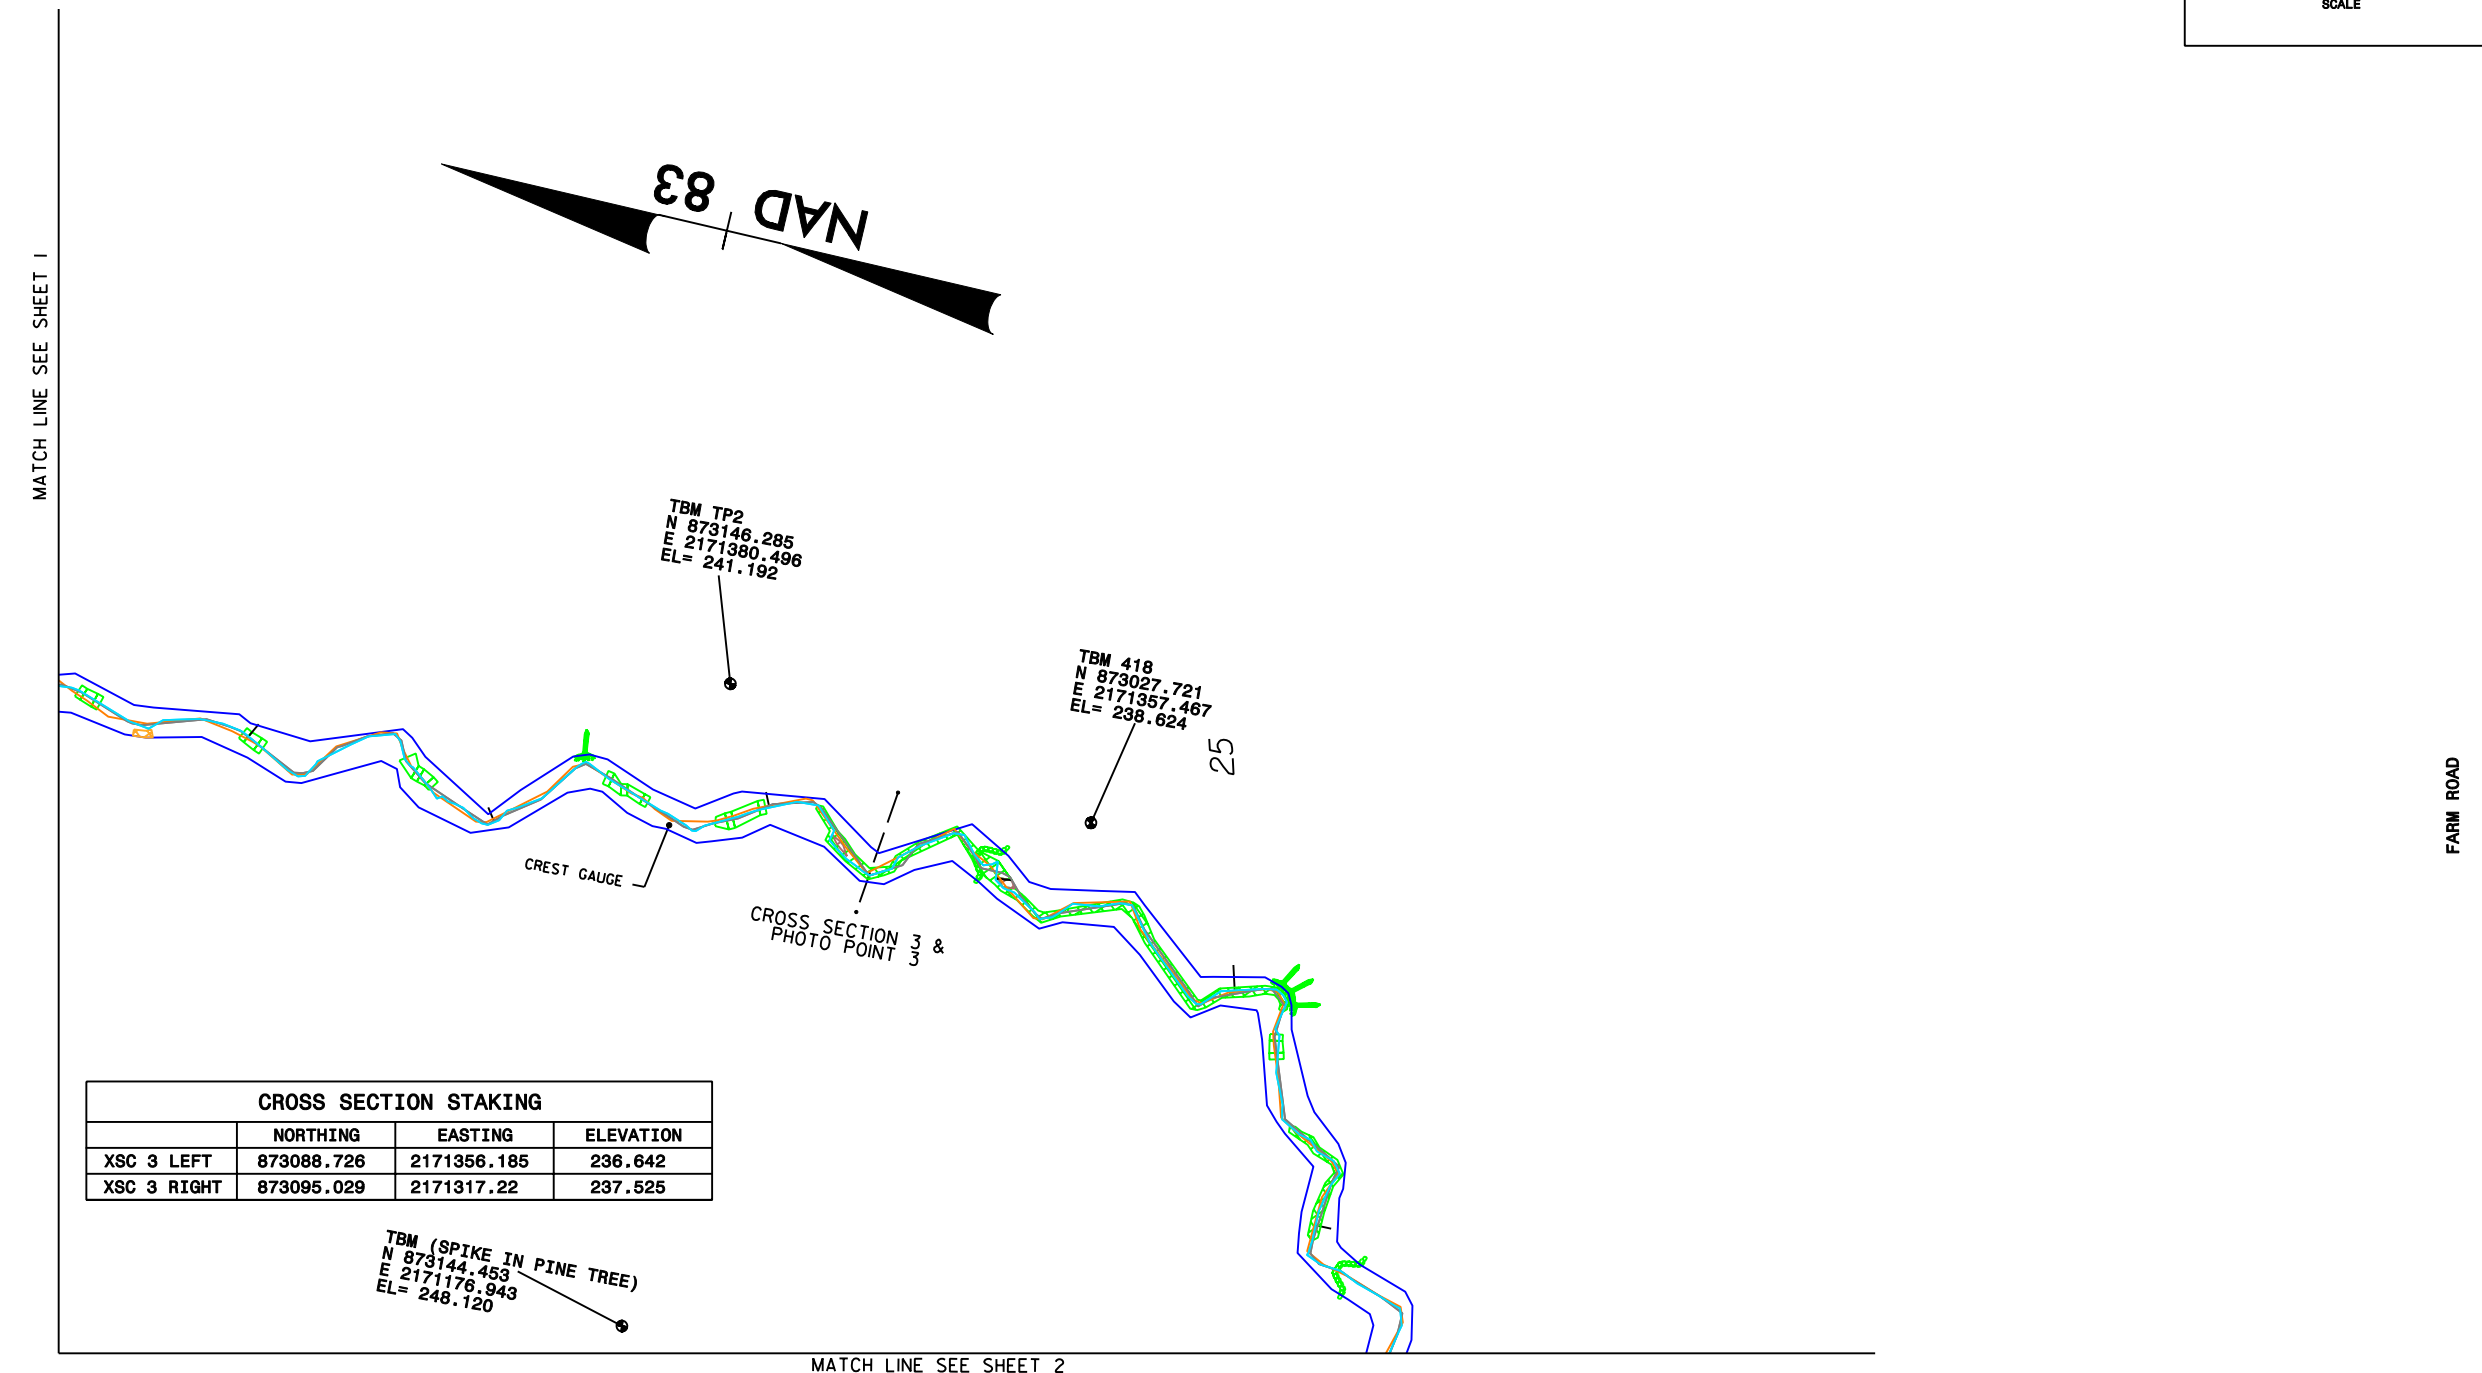 SCALE
NAD 83
MATCH LINE SEE SHEET 1
TBM TP2
N 873146.285
E 2171380.496
EL= 241.192
TBM 418
N 873027.721
E 2171357.467
EL= 238.624
25
FARM ROAD
CREST GAUGE
CROSS SECTION 3 &
PHOTO POINT 3
CROSS SECTION STAKING
NORTHING EASTING ELEVATION
XSC 3 LEFT 873088.726 2171356.185 236.642
XSC 3 RIGHT 873095.029 2171317.22 237.525
TBM (SPIKE IN PINE TREE)
N 873144.453
E 2171176.943
EL= 248.120
MATCH LINE SEE SHEET 2